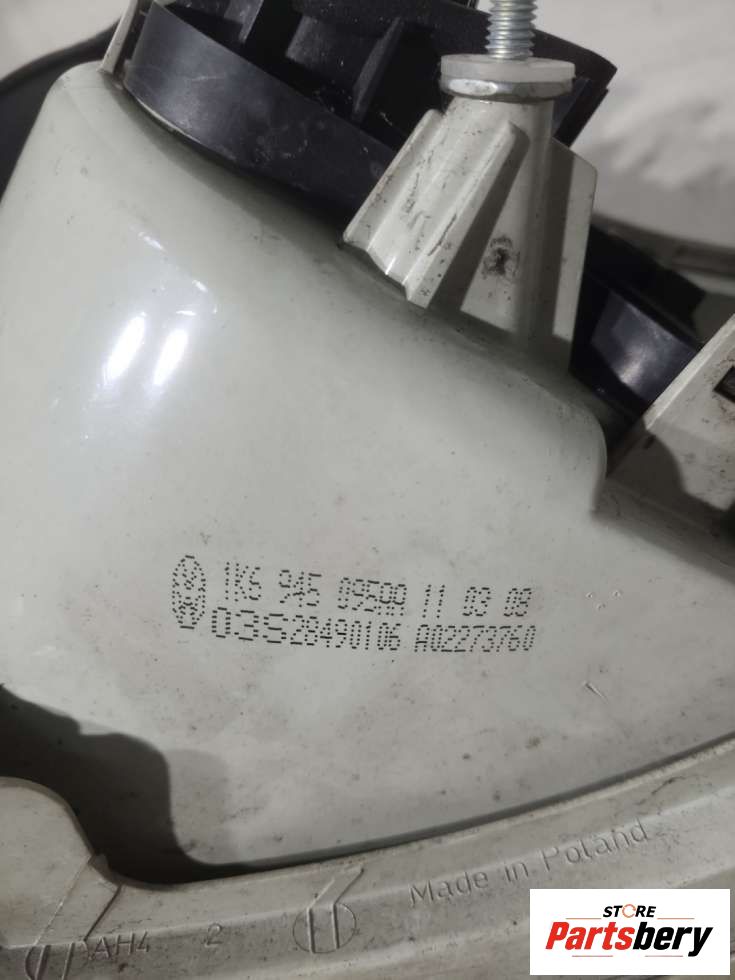 1K6 945 095AA 11 03 08
03S28490106 A02273760
Made in Poland
AH4 2
STORE
Partsbery